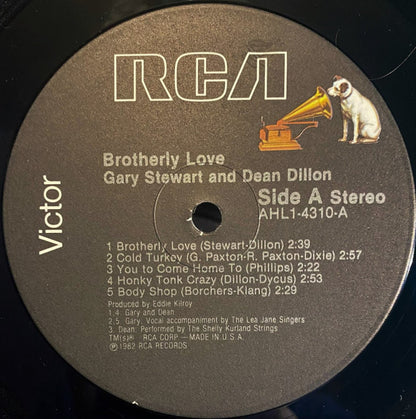 RCA
Brotherly Love
Gary Stewart and Dean Dillon
Side A Stereo
AHL1-4310-A
Victor
1 Brotherly Love (Stewart-Dillon) 2:39
2 Cold Turkey (G. Paxton-R. Paxton-Dixie) 2:57
3 You to Come Home To (Phillips) 2:22
4 Honky Tonk Crazy (Dillon-Dycus) 2:53
5 Body Shop (Borchers-Klang) 2:29
Produced by Eddie Kilroy
1,4. Gary and Dean
2,5. Gary. Vocal accompaniment by The Lea Jane Singers
3. Dean. Performed by The Shelly Kurland Strings
TM(s)® RCA CORP.—MADE IN U.S.A.
℗1982 RCA RECORDS